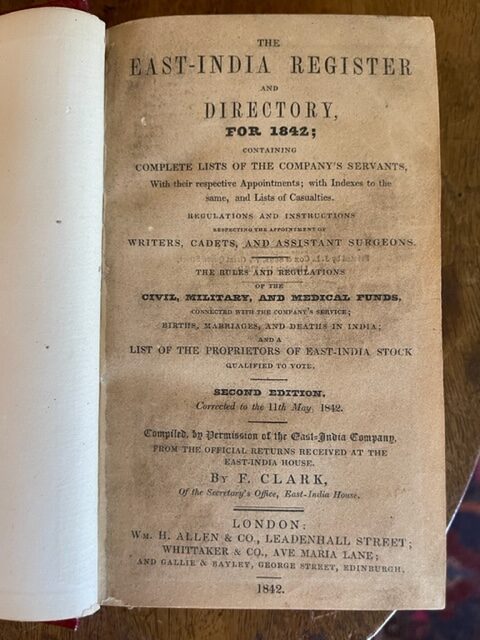 THE
EAST-INDIA REGISTER
AND
DIRECTORY,
FOR 1842;
CONTAINING
COMPLETE LISTS OF THE COMPANY'S SERVANTS,
With their respective Appointments; with Indexes to the
same, and Lists of Casualties.
REGULATIONS AND INSTRUCTIONS
RESPECTING THE APPOINTMENT OF
WRITERS, CADETS, AND ASSISTANT SURGEONS.
THE RULES AND REGULATIONS
OF THE
CIVIL, MILITARY, AND MEDICAL FUNDS,
CONNECTED WITH THE COMPANY'S SERVICE;
BIRTHS, MARRIAGES, AND DEATHS IN INDIA;
AND A
LIST OF THE PROPRIETORS OF EAST-INDIA STOCK
QUALIFIED TO VOTE.
SECOND EDITION,
Corrected to the 11th May, 1842.
Compiled, by Permission of the East-India Company,
FROM THE OFFICIAL RETURNS RECEIVED AT THE
EAST-INDIA HOUSE.
BY F. CLARK,
Of the Secretary's Office, East-India House.
LONDON:
WM. H. ALLEN & CO., LEADENHALL STREET;
WHITTAKER & CO., AVE MARIA LANE;
AND GALLIE & BAYLEY, GEORGE STREET, EDINBURGH.
1842.